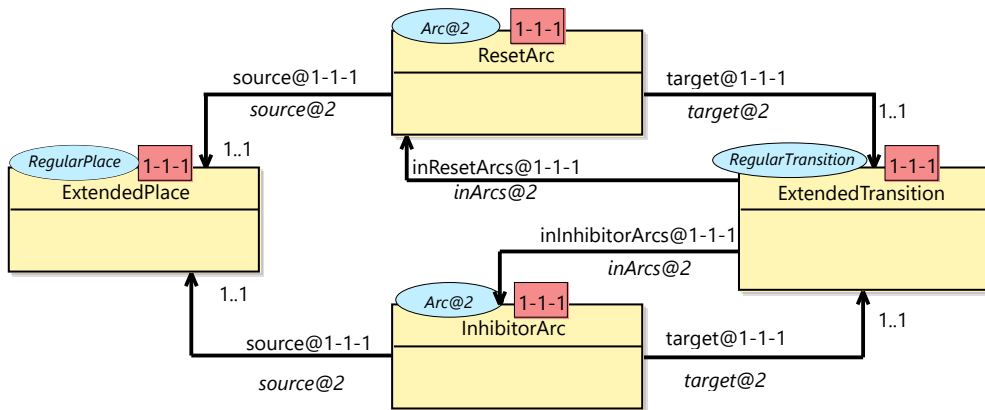 Arc@2
1-1-1
ResetArc
source@1-1-1
source@2
target@1-1-1
target@2
1..1
1..1
RegularPlace
1-1-1
ExtendedPlace
inResetArcs@1-1-1
inArcs@2
RegularTransition
1-1-1
ExtendedTransition
inInhibitorArcs@1-1-1
inArcs@2
1..1
Arc@2
1-1-1
InhibitorArc
1..1
source@1-1-1
source@2
target@1-1-1
target@2